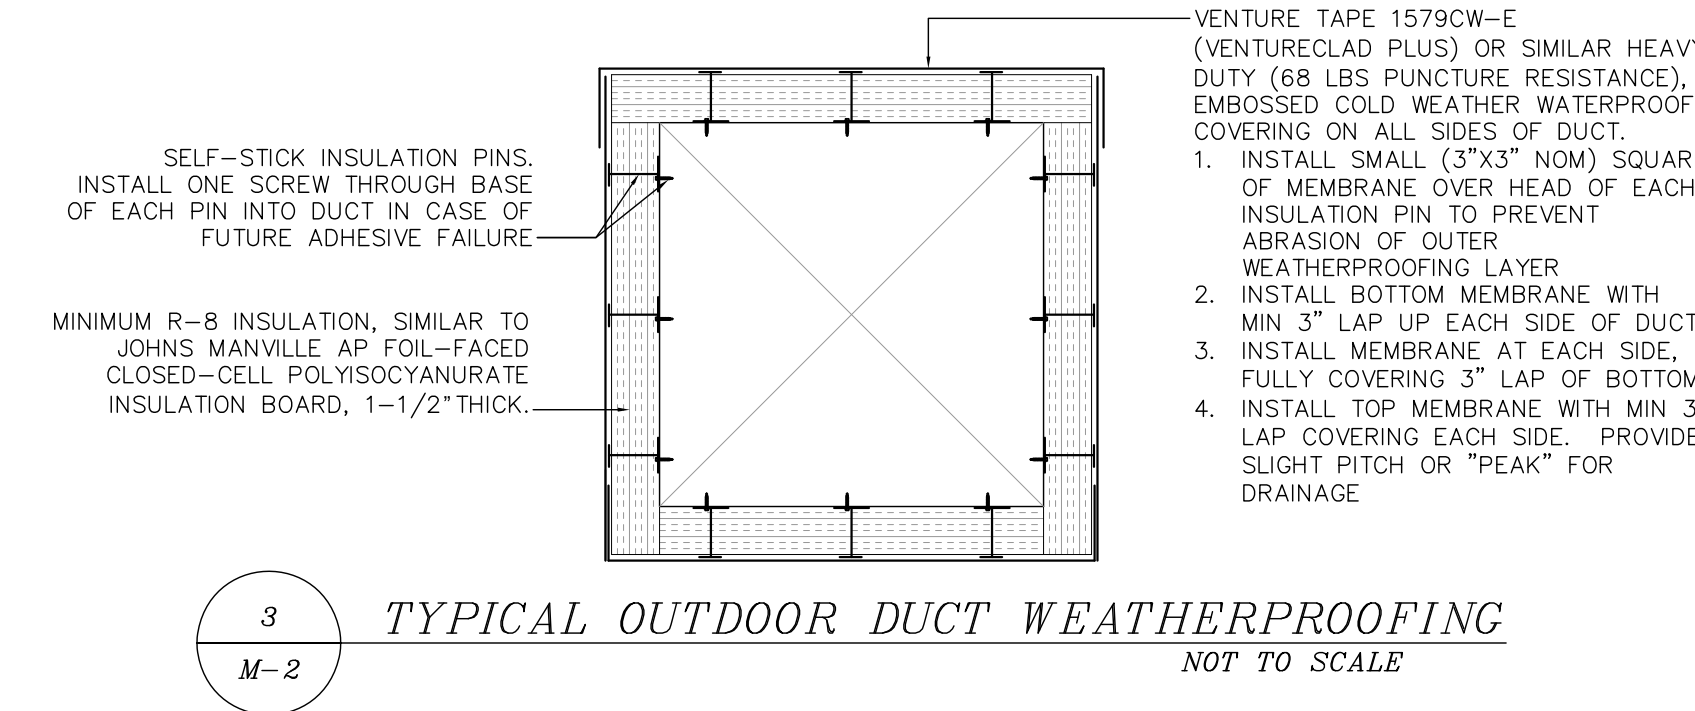 VENTURE TAPE 1579CW-E
(VENTURECLAD PLUS) OR SIMILAR HEAVY
DUTY (68 LBS PUNCTURE RESISTANCE),
EMBOSSED COLD WEATHER WATERPROOF
COVERING ON ALL SIDES OF DUCT.
1. INSTALL SMALL (3"X3" NOM) SQUAR
OF MEMBRANE OVER HEAD OF EACH
INSULATION PIN TO PREVENT
ABRASION OF OUTER
WEATHERPROOFING LAYER
2. INSTALL BOTTOM MEMBRANE WITH
MIN 3" LAP UP EACH SIDE OF DUCT
3. INSTALL MEMBRANE AT EACH SIDE,
FULLY COVERING 3" LAP OF BOTTOM
4. INSTALL TOP MEMBRANE WITH MIN 3
LAP COVERING EACH SIDE. PROVIDE
SLIGHT PITCH OR "PEAK" FOR
DRAINAGE
SELF-STICK INSULATION PINS.
INSTALL ONE SCREW THROUGH BASE
OF EACH PIN INTO DUCT IN CASE OF
FUTURE ADHESIVE FAILURE
MINIMUM R-8 INSULATION, SIMILAR TO
JOHNS MANVILLE AP FOIL-FACED
CLOSED-CELL POLYISOCYANURATE
INSULATION BOARD, 1-1/2" THICK.
3
M-2
TYPICAL OUTDOOR DUCT WEATHERPROOFING
NOT TO SCALE